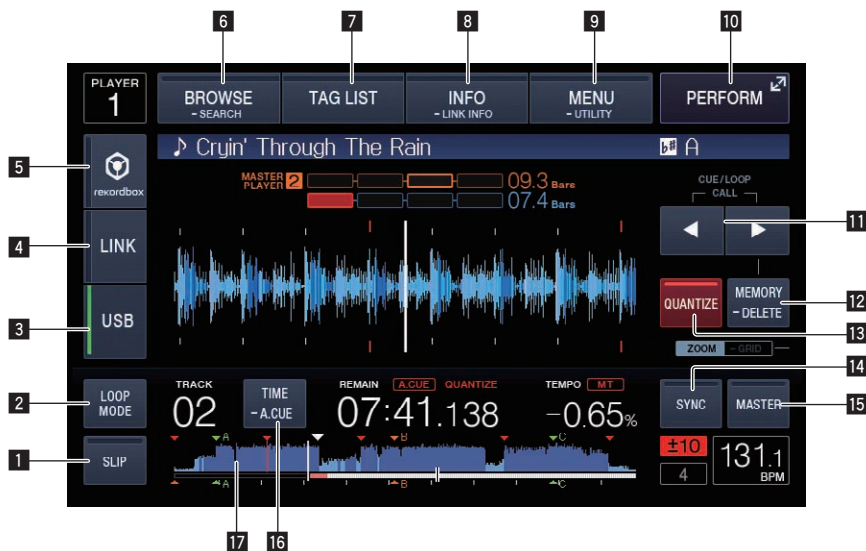 6 7 8 9 10
PLAYER 1
BROWSE
- SEARCH
TAG LIST
INFO
- LINK INFO
MENU
- UTILITY
PERFORM
♪ Cryin' Through The Rain
b# A
5
rekordbox
MASTER PLAYER 2
09.3 Bars
07.4 Bars
CUE/LOOP
CALL
11
4
LINK
3
USB
QUANTIZE
MEMORY
- DELETE
12
13
ZOOM - GRID
14
2
LOOP MODE
TRACK
02
TIME
- A.CUE
REMAIN A.CUE QUANTIZE
07:41.138
TEMPO MT
-0.65%
SYNC
MASTER
15
1
SLIP
A B C
A B C
±10
4
131.1
BPM
17 16